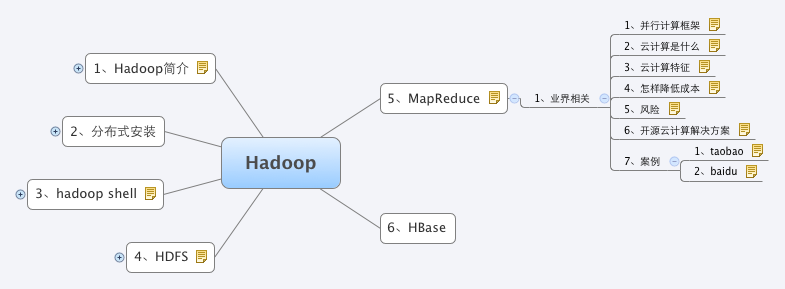 Hadoop
1、Hadoop简介
2、分布式安装
3、hadoop shell
4、HDFS
5、MapReduce
1、业界相关
1、并行计算框架
2、云计算是什么
3、云计算特征
4、怎样降低成本
5、风险
6、开源云计算解决方案
7、案例
1、taobao
2、baidu
6、HBase